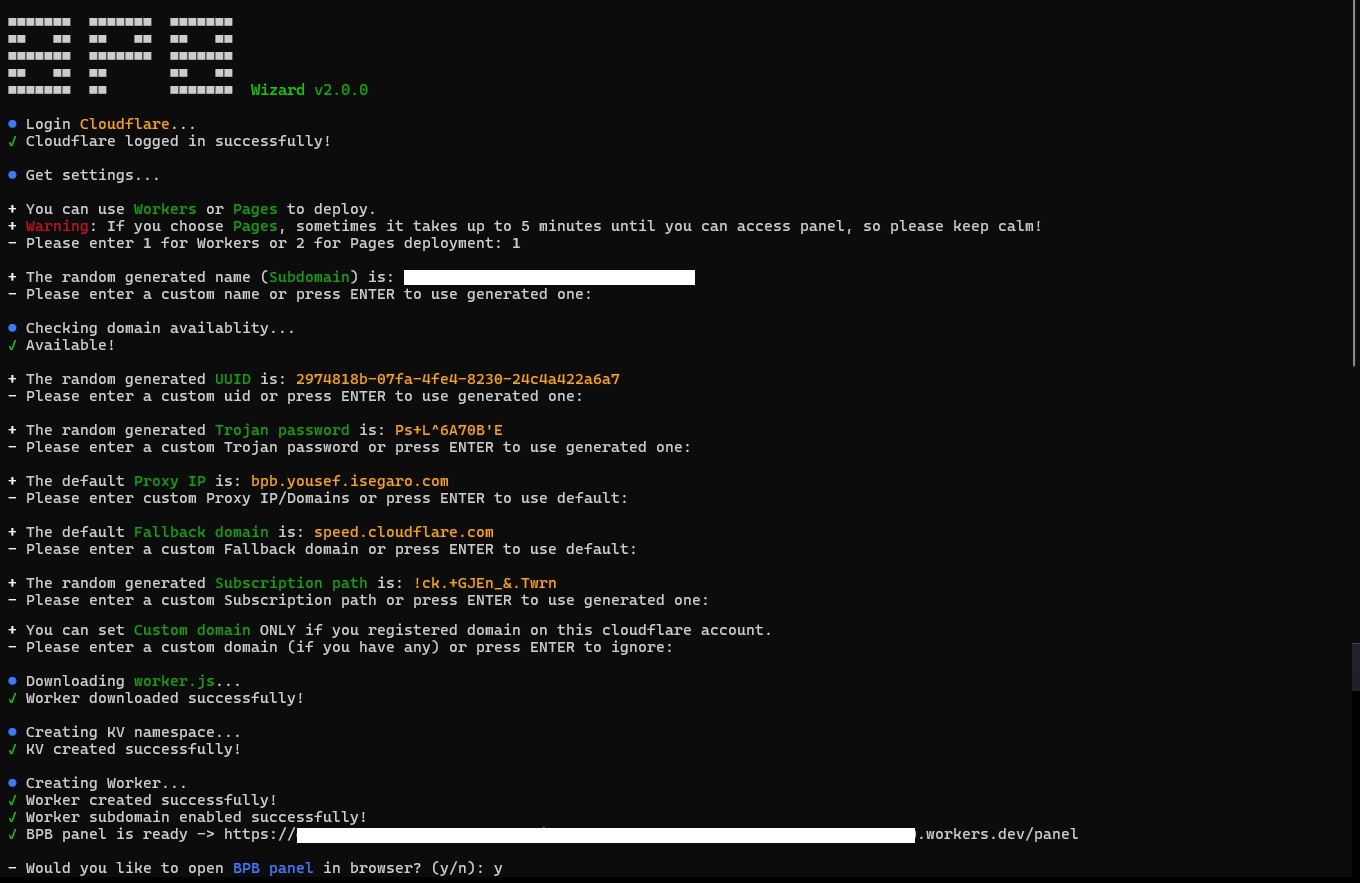 BPB Wizard v2.0.0
● Login Cloudflare...
✓ Cloudflare logged in successfully!
● Get settings...
+ You can use Workers or Pages to deploy.
+ Warning: If you choose Pages, sometimes it takes up to 5 minutes until you can access panel, so please keep calm!
- Please enter 1 for Workers or 2 for Pages deployment: 1
+ The random generated name (Subdomain) is:
- Please enter a custom name or press ENTER to use generated one:
● Checking domain availablity...
✓ Available!
+ The random generated UUID is: 2974818b-07fa-4fe4-8230-24c4a422a6a7
- Please enter a custom uid or press ENTER to use generated one:
+ The random generated Trojan password is: Ps+L^6A70B'E
- Please enter a custom Trojan password or press ENTER to use generated one:
+ The default Proxy IP is: bpb.yousef.isegaro.com
- Please enter custom Proxy IP/Domains or press ENTER to use default:
+ The default Fallback domain is: speed.cloudflare.com
- Please enter a custom Fallback domain or press ENTER to use default:
+ The random generated Subscription path is: !ck.+GJEn_&.Twrn
- Please enter a custom Subscription path or press ENTER to use generated one:
+ You can set Custom domain ONLY if you registered domain on this cloudflare account.
- Please enter a custom domain (if you have any) or press ENTER to ignore:
● Downloading worker.js...
✓ Worker downloaded successfully!
● Creating KV namespace...
✓ KV created successfully!
● Creating Worker...
✓ Worker created successfully!
✓ Worker subdomain enabled successfully!
✓ BPB panel is ready -> https:// .workers.dev/panel
- Would you like to open BPB panel in browser? (y/n): y